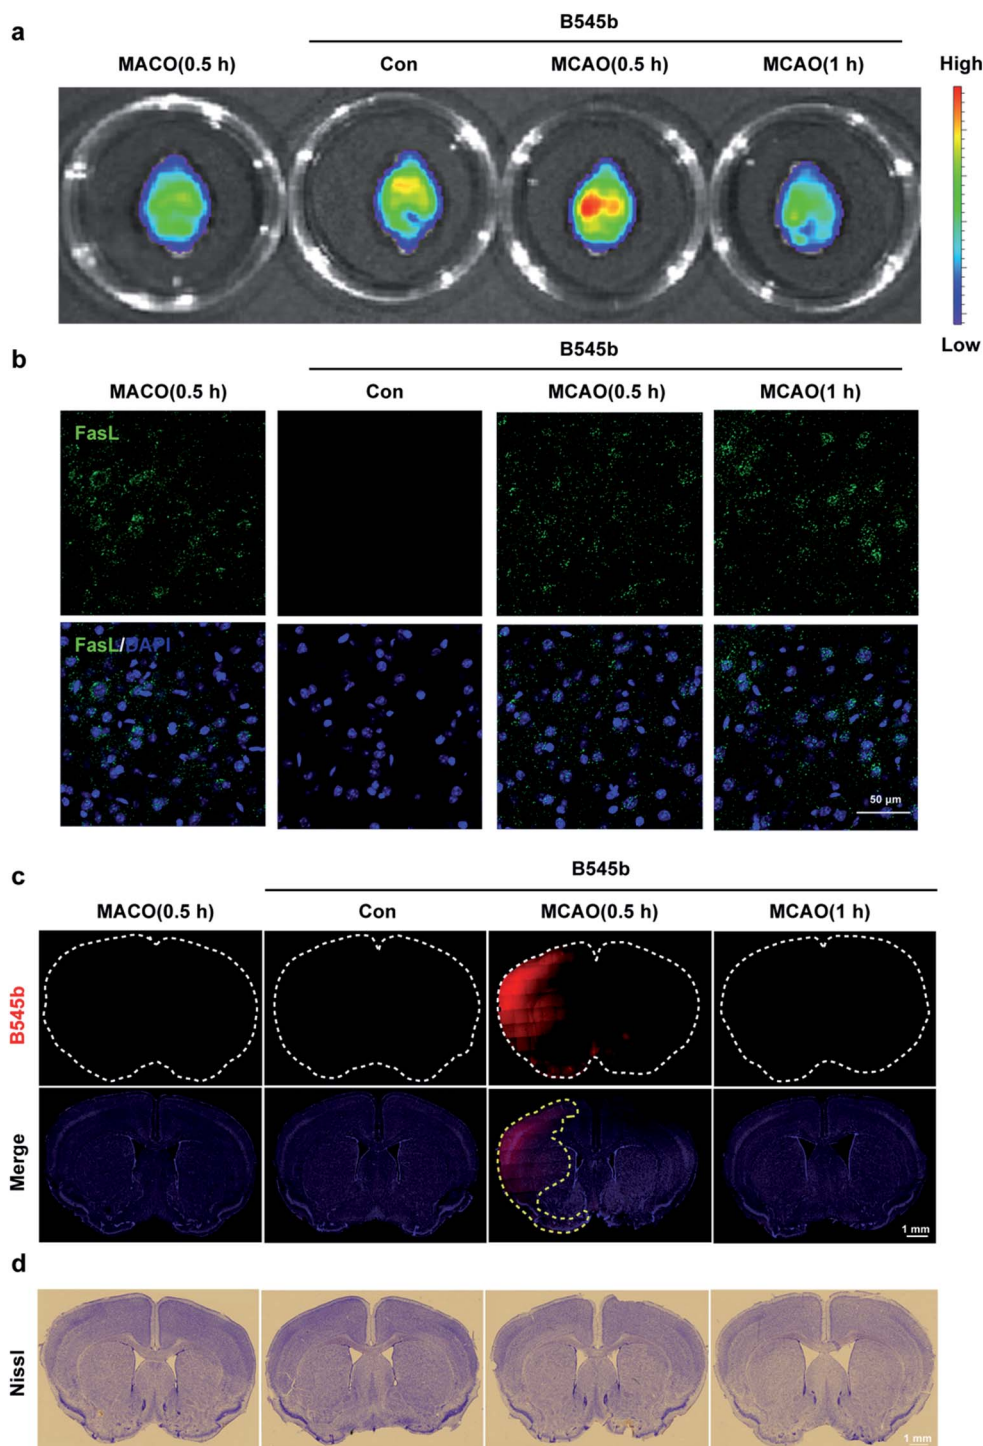 a
B545b
MACO(0.5 h) Con MCAO(0.5 h) MCAO(1 h) High
Low
b
B545b
MACO(0.5 h) Con MCAO(0.5 h) MCAO(1 h)
FasL
FasL/DAPI
50 μm
c
B545b
MACO(0.5 h) Con MCAO(0.5 h) MCAO(1 h)
B545b
Merge
1 mm
d
Nissl
1 mm